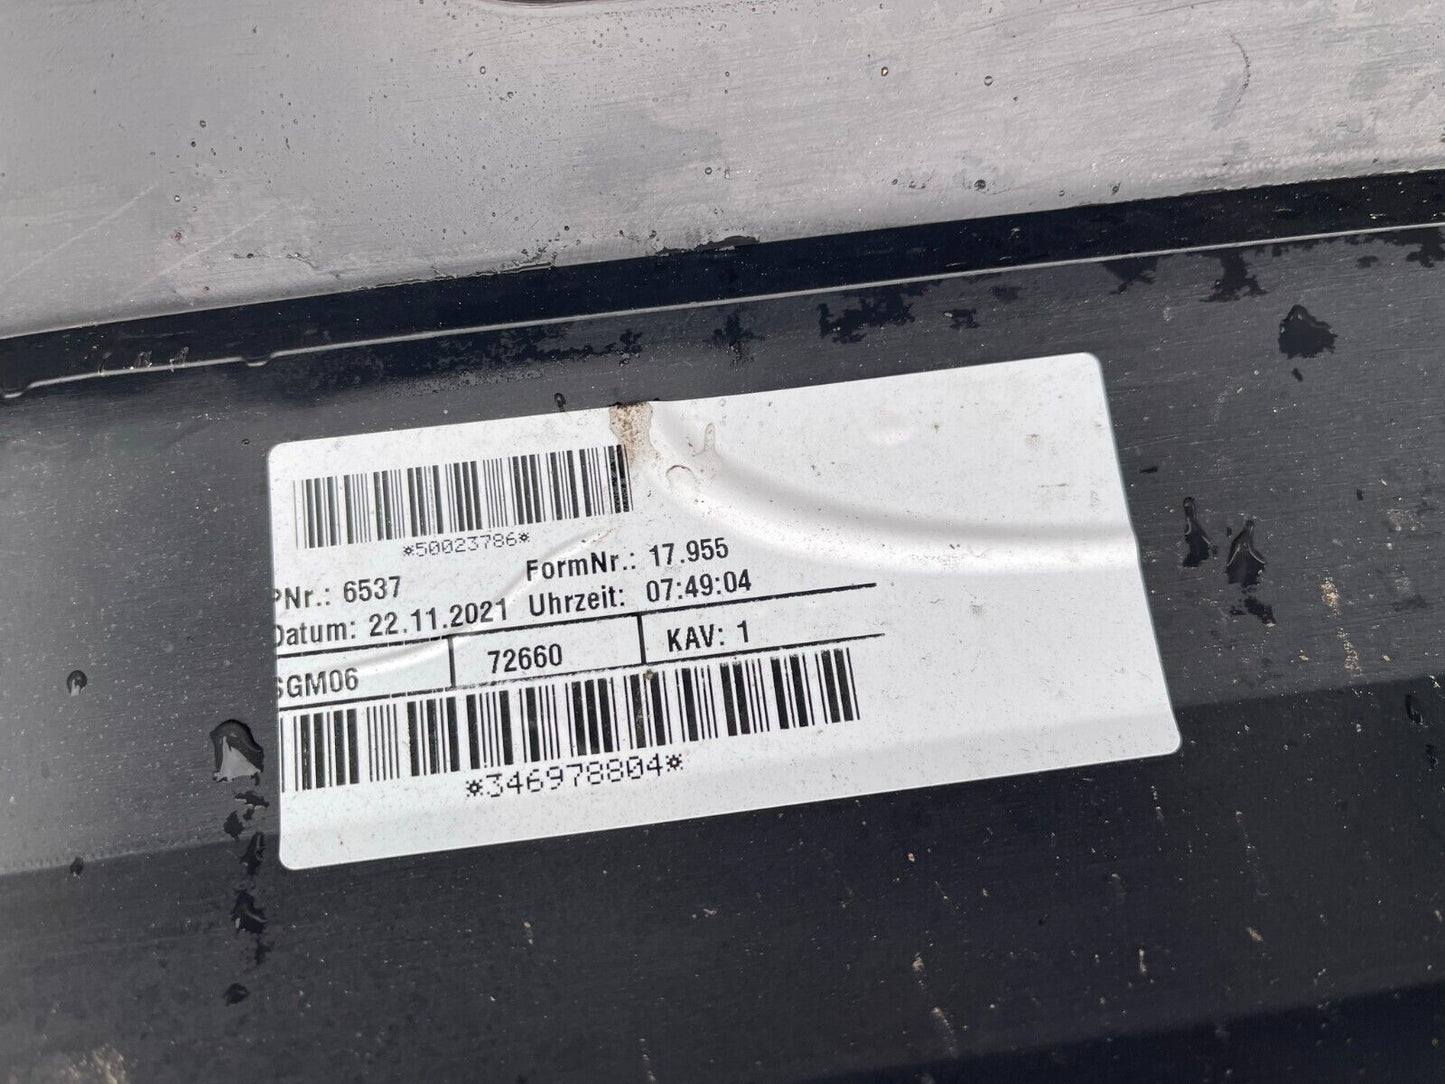 *50023786*
PNr.: 6537 FormNr.: 17.955
Datum: 22.11.2021 Uhrzeit: 07:49:04
SGM06 72660 KAV: 1
*346978804*